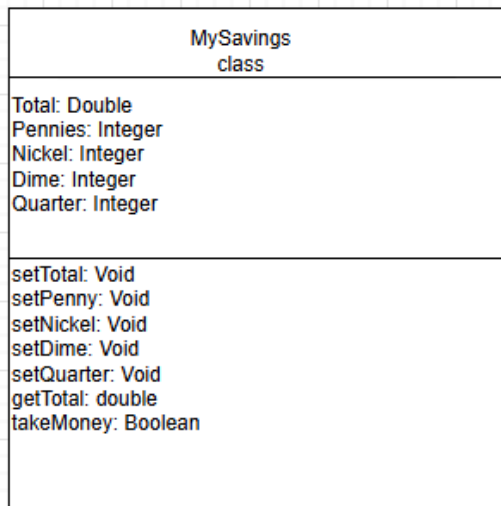 MySavings
class
Total: Double
Pennies: Integer
Nickel: Integer
Dime: Integer
Quarter: Integer
setTotal: Void
setPenny: Void
setNickel: Void
setDime: Void
setQuarter: Void
getTotal: double
takeMoney: Boolean